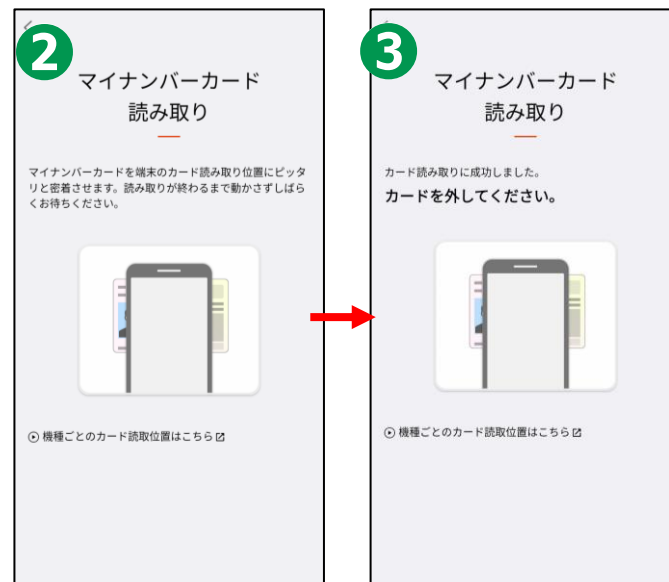 2
マイナンバーカード
読み取り
マイナンバーカードを端末のカード読み取り位置にピッタ
リと密着させます。読み取りが終わるまで動かさずしばら
くお待ちください。
機種ごとのカード読取位置はこちら
3
マイナンバーカード
読み取り
カード読み取りに成功しました。
カードを外してください。
機種ごとのカード読取位置はこちら